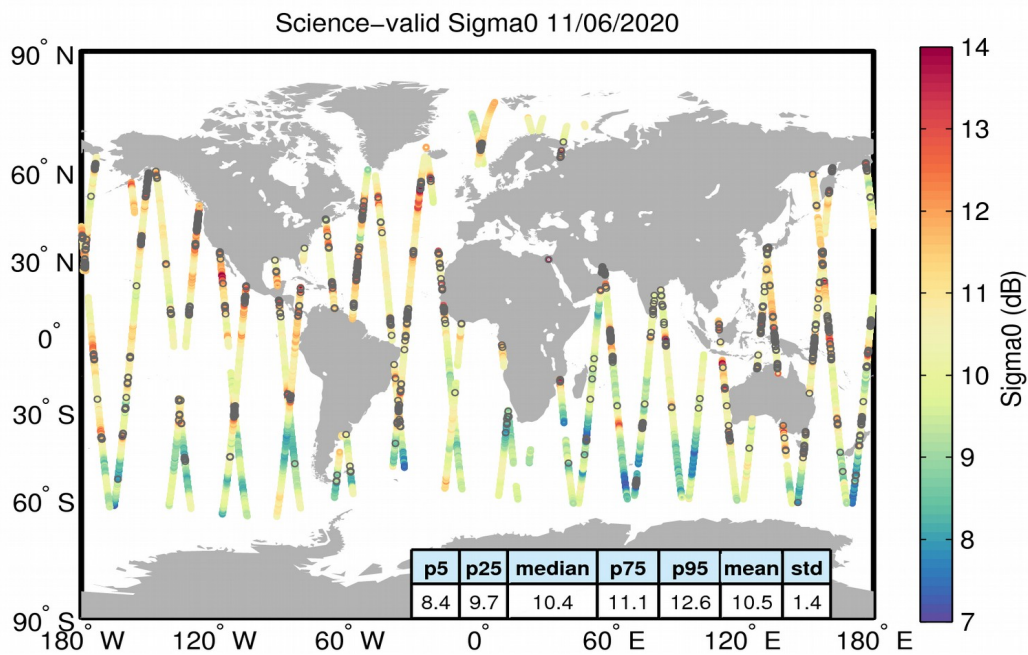 Science−valid Sigma0 11/06/2020
90° N
60° N
30° N
0°
30° S
60° S
90° S
180° W
120° W
60° W
0°
60° E
120° E
180° E
p5 p25 median p75 p95 mean std
8.4 9.7 10.4 11.1 12.6 10.5 1.4
14
13
12
11
10
9
8
7
Sigma0 (dB)